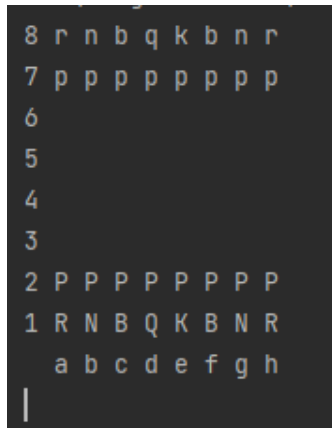 8 r n b q k b n r
7 p p p p p p p p
6
5
4
3
2 P P P P P P P P
1 R N B Q K B N R
a b c d e f g h